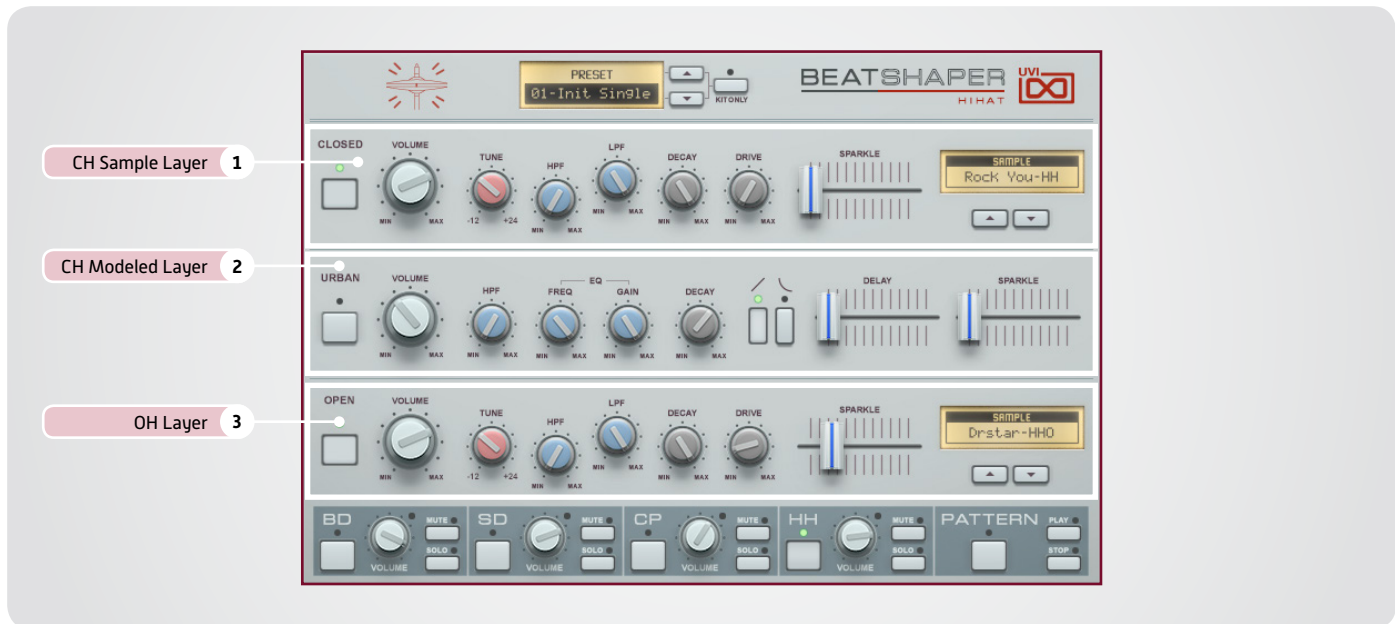 PRESET
01-Init Single
KIT ONLY
BEATSHAPER
HIHAT
UVI
CH Sample Layer 1
CLOSED
VOLUME
MIN MAX
TUNE
-12 +24
HPF
MIN MAX
LPF
MIN MAX
DECAY
MIN MAX
DRIVE
MIN MAX
SPARKLE
SAMPLE
Rock You-HH
CH Modeled Layer 2
URBAN
VOLUME
MIN MAX
HPF
MIN MAX
EQ
FREQ GAIN
MIN MAX MIN MAX
DECAY
MIN MAX
DELAY
SPARKLE
OH Layer 3
OPEN
VOLUME
MIN MAX
TUNE
-12 +24
HPF
MIN MAX
LPF
MIN MAX
DECAY
MIN MAX
DRIVE
MIN MAX
SPARKLE
SAMPLE
Drstar-HHO
BD
VOLUME
MUTE
SOLO
SD
VOLUME
MUTE
SOLO
CP
VOLUME
MUTE
SOLO
HH
VOLUME
MUTE
SOLO
PATTERN
PLAY
STOP